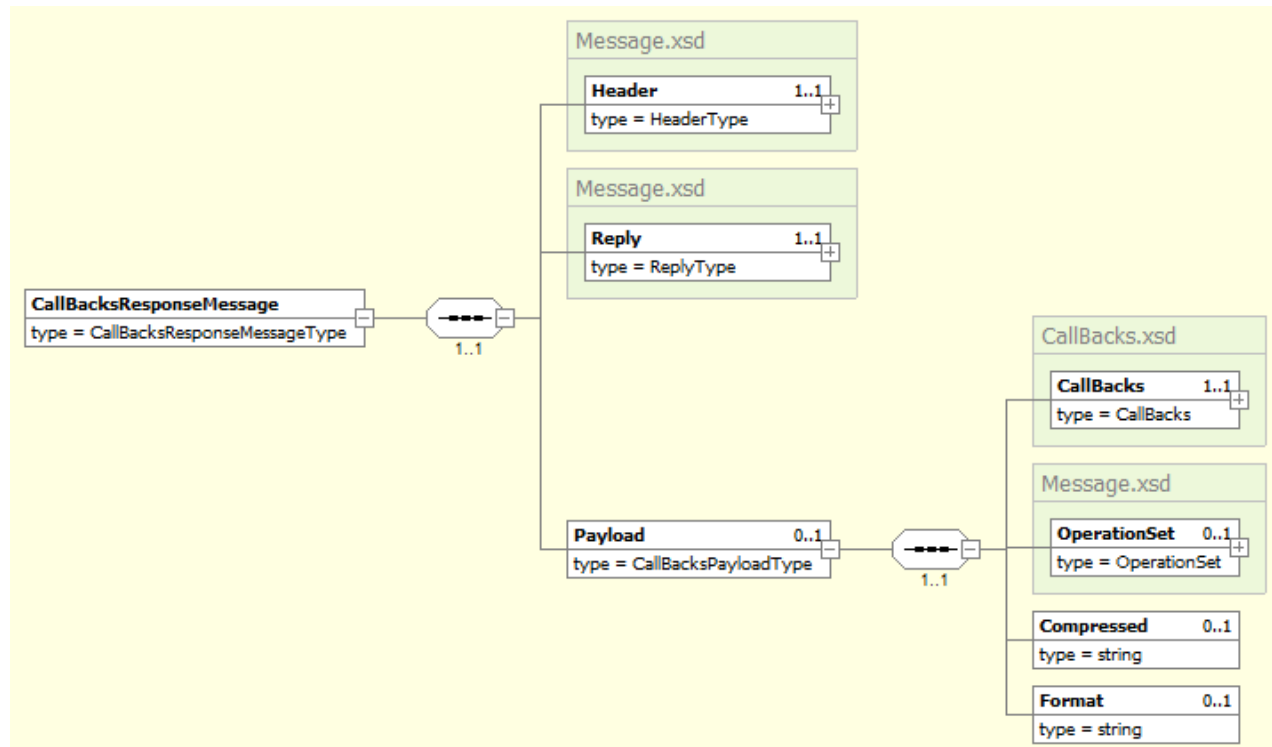 Message.xsd
Header 1..1
type = HeaderType
Message.xsd
Reply 1..1
type = ReplyType
CallBacksResponseMessage
type = CallBacksResponseMessageType
1..1
Payload 0..1
type = CallBacksPayloadType
1..1
CallBacks.xsd
CallBacks 1..1
type = CallBacks
Message.xsd
OperationSet 0..1
type = OperationSet
Compressed 0..1
type = string
Format 0..1
type = string